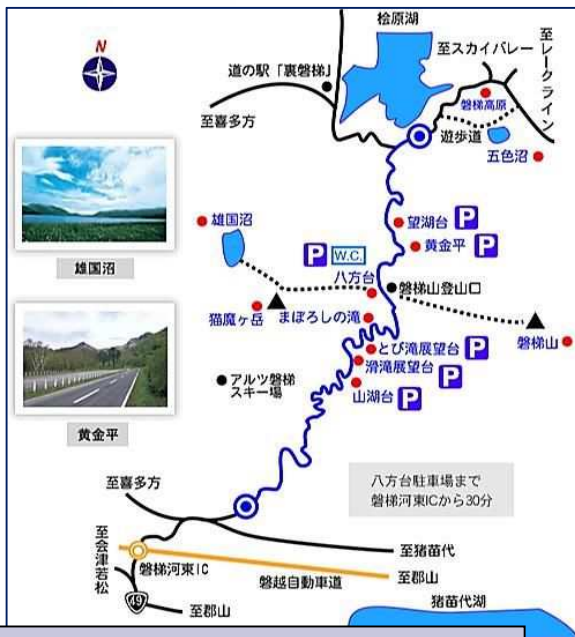 N
桧原湖
至スカイバレー
至レークライン
道の駅「裏磐梯」
磐梯高原
至喜多方
遊歩道
五色沼
望湖台 P
雄国沼
黄金平 P
P W.C.
八方台
磐梯山登山口
雄国沼
猫魔ヶ岳
まぼろしの滝
磐梯山
とび滝展望台 P
滑滝展望台 P
アルツ磐梯
スキー場
山湖台 P
黄金平
八方台駐車場まで
磐梯河東ICから30分
至喜多方
至会津若松
至猪苗代
磐梯河東IC
磐越自動車道
至郡山
49
至郡山
猪苗代湖